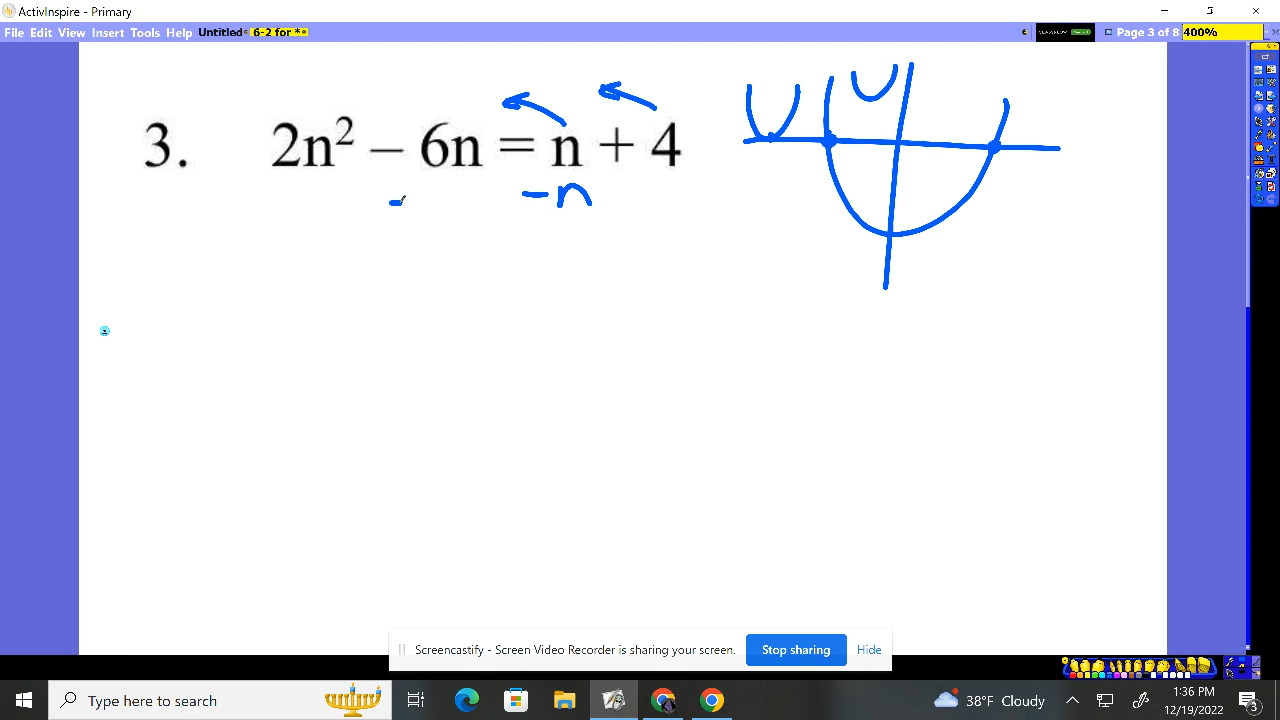 ActivInspire - Primary
File Edit View Insert Tools Help Untitled* 6-2 for *
Page 3 of 8 400%
3. 2n² – 6n = n + 4
- -n
Screencastify - Screen Video Recorder is sharing your screen. Stop sharing Hide
Type here to search
38°F Cloudy
1:36 PM
12/19/2022
3